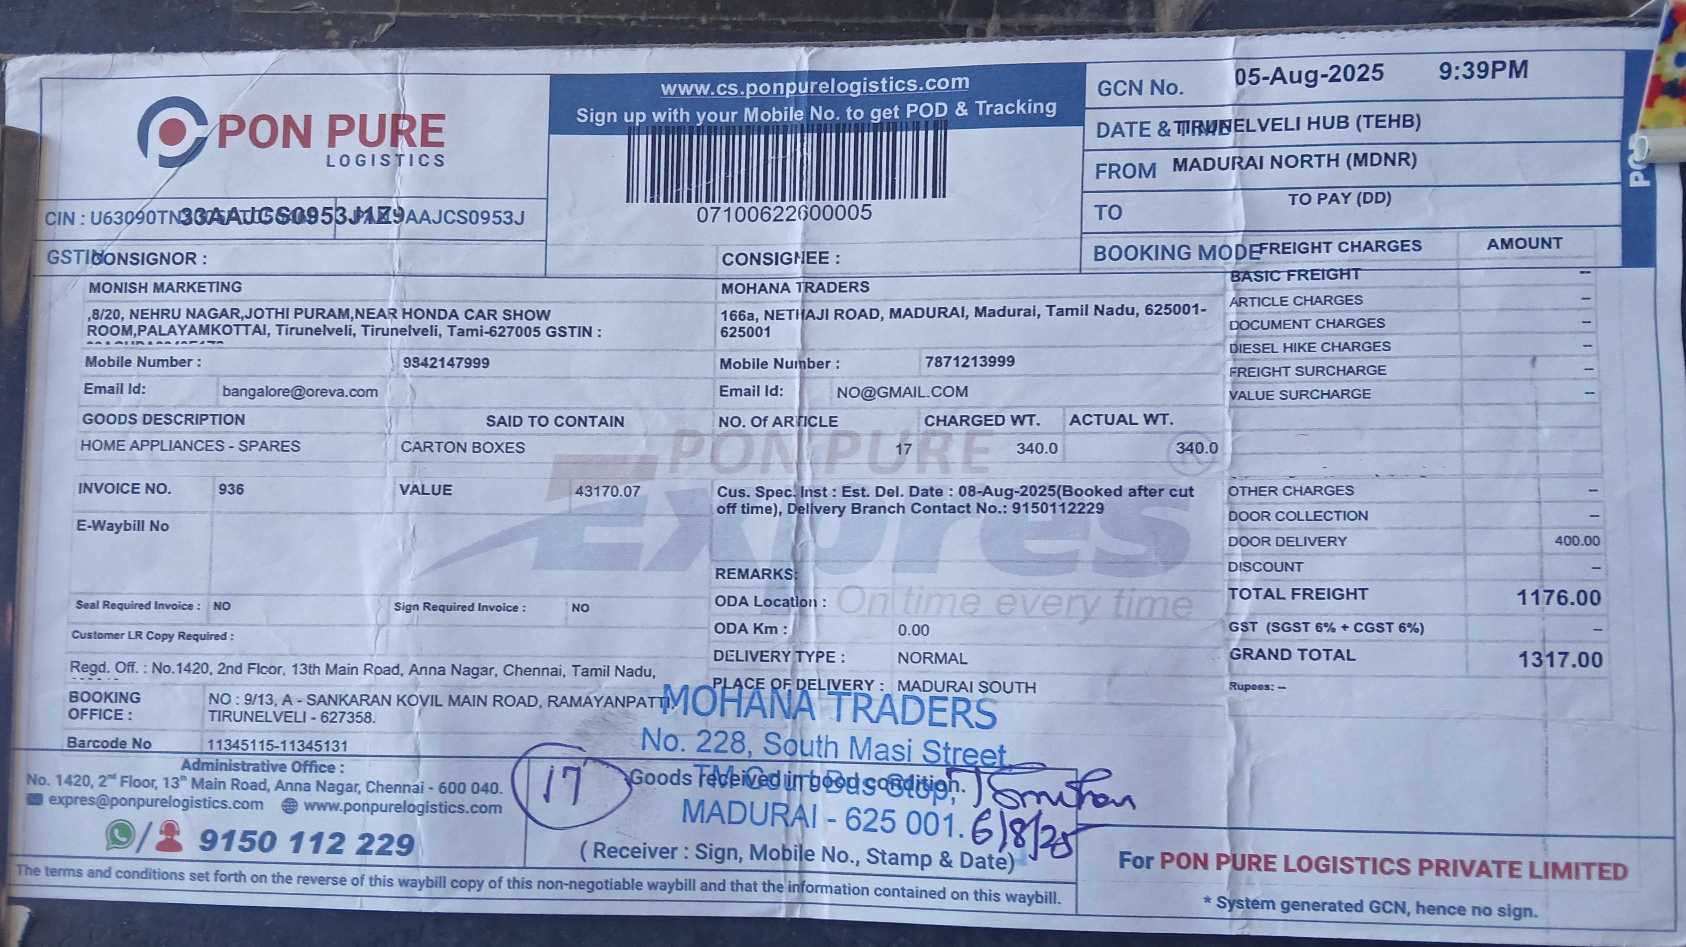 PON PURE
LOGISTICS
www.cs.ponpurelogistics.com
Sign up with your Mobile No. to get POD & Tracking
07100622600005
GCN No. 05-Aug-2025 9:39PM
DATE & TIME TIRUNELVELI HUB (TEHB)
FROM MADURAI NORTH (MDNR)
TO TO PAY (DD)
BOOKING MODE
CIN : 33AAJCS0953J1Z9 AAJCS0953J
GSTIN
CONSIGNOR :
MONISH MARKETING
,8/20, NEHRU NAGAR,JOTHI PURAM,NEAR HONDA CAR SHOW
ROOM,PALAYAMKOTTAI, Tirunelveli, Tirunelveli, Tami-627005 GSTIN :
Mobile Number : 9842147999
Email Id: bangalore@oreva.com
CONSIGNEE :
MOHANA TRADERS
166a, NETHAJI ROAD, MADURAI, Madurai, Tamil Nadu, 625001-
625001
Mobile Number : 7871213999
Email Id: NO@GMAIL.COM
GOODS DESCRIPTION SAID TO CONTAIN NO. Of ARTICLE CHARGED WT. ACTUAL WT.
HOME APPLIANCES - SPARES CARTON BOXES 17 340.0 340.0
PON PURE
Expres
On time every time
INVOICE NO. 936 VALUE 43170.07
E-Waybill No
Cus. Spec. Inst : Est. Del. Date : 08-Aug-2025(Booked after cut
off time), Delivery Branch Contact No.: 9150112229
REMARKS:
Seal Required Invoice : NO Sign Required Invoice : NO
Customer LR Copy Required :
ODA Location :
ODA Km : 0.00
DELIVERY TYPE : NORMAL
PLACE OF DELIVERY : MADURAI SOUTH
Regd. Off. : No.1420, 2nd Floor, 13th Main Road, Anna Nagar, Chennai, Tamil Nadu,
BOOKING OFFICE : NO : 9/13, A - SANKARAN KOVIL MAIN ROAD, RAMAYANPATTI,
TIRUNELVELI - 627358.
Barcode No 11345115-11345131
FREIGHT CHARGES AMOUNT
BASIC FREIGHT --
ARTICLE CHARGES --
DOCUMENT CHARGES --
DIESEL HIKE CHARGES --
FREIGHT SURCHARGE --
VALUE SURCHARGE --
OTHER CHARGES --
DOOR COLLECTION --
DOOR DELIVERY 400.00
DISCOUNT --
TOTAL FREIGHT 1176.00
GST (SGST 6% + CGST 6%) --
GRAND TOTAL 1317.00
Rupees: --
Administrative Office :
No. 1420, 2nd Floor, 13th Main Road, Anna Nagar, Chennai - 600 040.
expres@ponpurelogistics.com www.ponpurelogistics.com
9150 112 229
17
MOHANA TRADERS
No. 228, South Masi Street,
Goods received in good condition.
TM Court Bus Stop,
MADURAI - 625 001.
6/8/25
( Receiver : Sign, Mobile No., Stamp & Date)
The terms and conditions set forth on the reverse of this waybill copy of this non-negotiable waybill and that the information contained on this waybill.
For PON PURE LOGISTICS PRIVATE LIMITED
* System generated GCN, hence no sign.